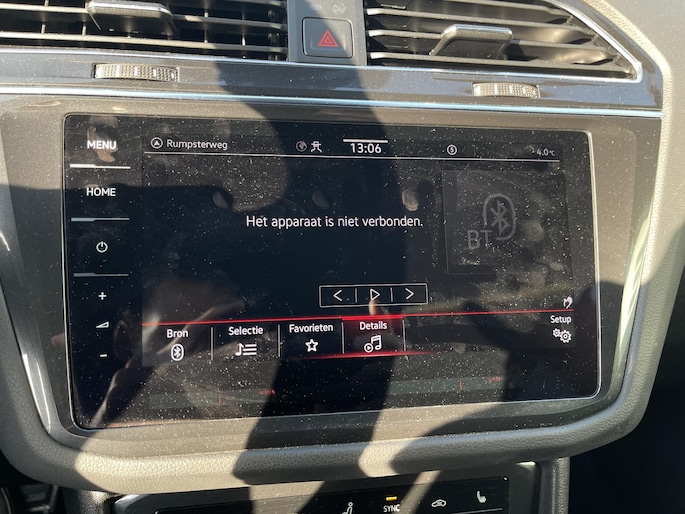 MENU
Rumpsterweg
13:06
4.0°C
HOME
Het apparaat is niet verbonden.
BT
Bron
Selectie
Favorieten
Details
Setup
SYNC